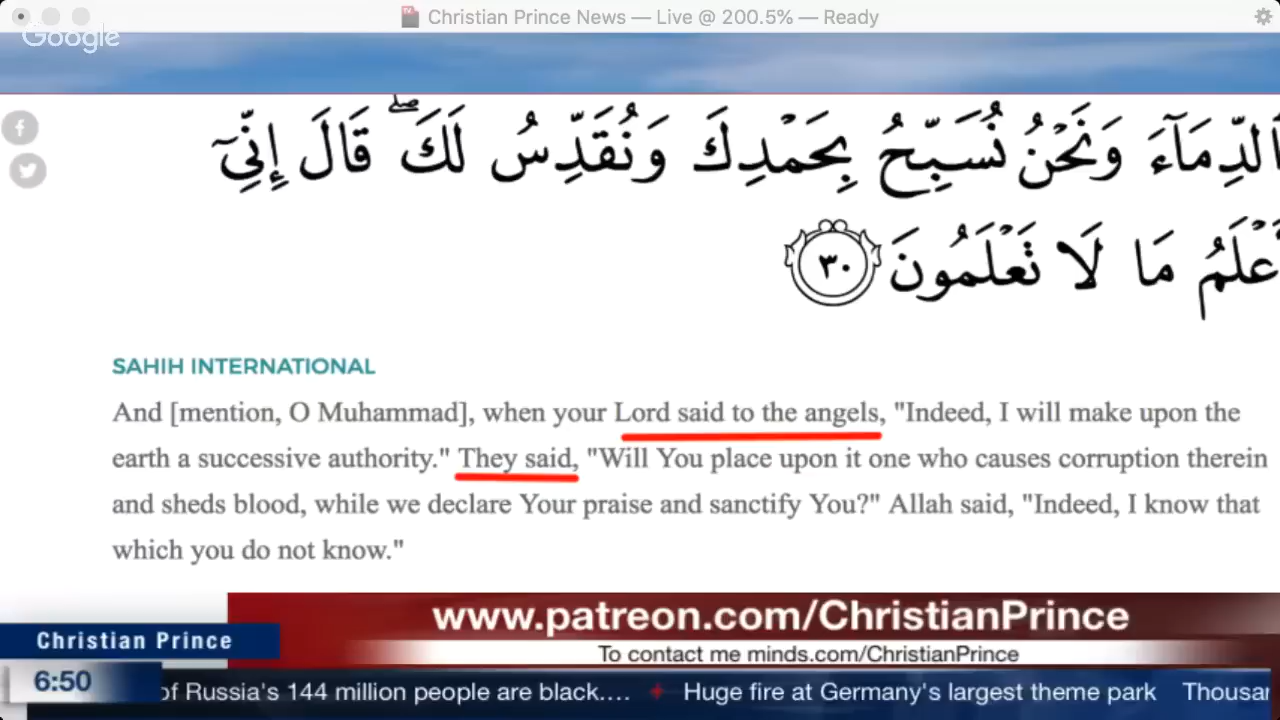 Christian Prince News — Live @ 200.5% — Ready
Google
ٱلدِّمَآءَ وَنَحْنُ نُسَبِّحُ بِحَمْدِكَ وَنُقَدِّسُ لَكَ ۖ قَالَ إِنِّىٓ
أَعْلَمُ مَا لَا تَعْلَمُونَ ٣٠
SAHIH INTERNATIONAL
And [mention, O Muhammad], when your Lord said to the angels, "Indeed, I will make upon the
earth a successive authority." They said, "Will You place upon it one who causes corruption therein
and sheds blood, while we declare Your praise and sanctify You?" Allah said, "Indeed, I know that
which you do not know."
www.patreon.com/ChristianPrince
Christian Prince
To contact me minds.com/ChristianPrince
6:50
of Russia's 144 million people are black.... + Huge fire at Germany's largest theme park Thousa